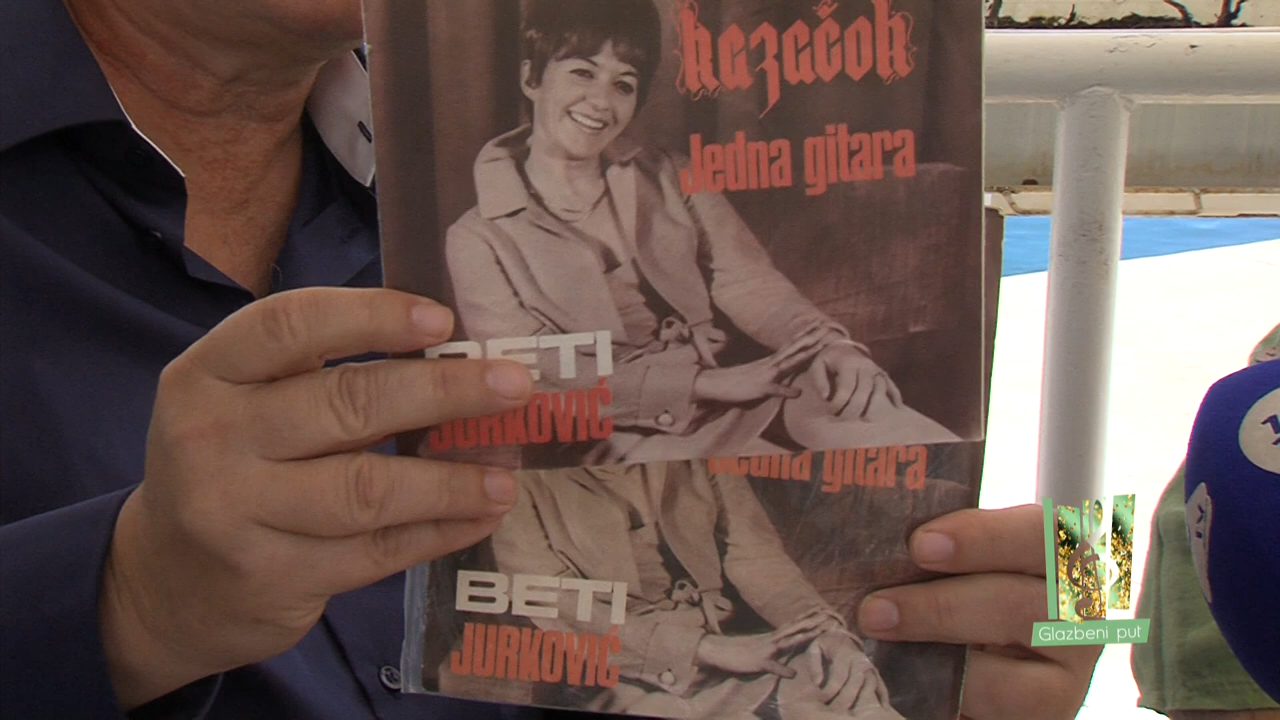 kazačok
Jedna gitara
BETI
JURKOVIĆ
Jedna gitara
BETI
JURKOVIĆ
Glazbeni put